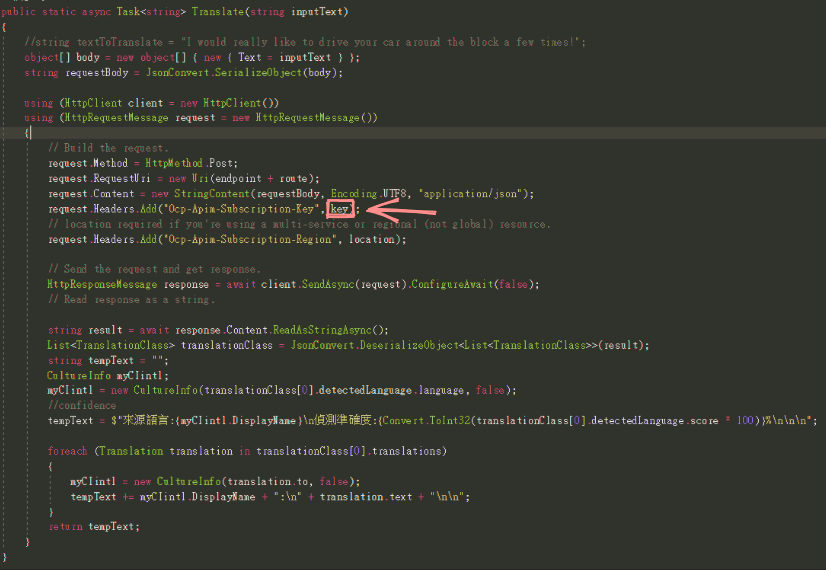 public static async Task<string> Translate(string inputText)
{
//string textToTranslate = "I would really like to drive your car around the block a few times!";
object[] body = new object[] { new { Text = inputText } };
string requestBody = JsonConvert.SerializeObject(body);
using (HttpClient client = new HttpClient())
using (HttpRequestMessage request = new HttpRequestMessage())
{
// Build the request.
request.Method = HttpMethod.Post;
request.RequestUri = new Uri(endpoint + route);
request.Content = new StringContent(requestBody, Encoding.UTF8, "application/json");
request.Headers.Add("Ocp-Apim-Subscription-Key", key);
// location required if you're using a multi-service or regional (not global) resource.
request.Headers.Add("Ocp-Apim-Subscription-Region", location);
// Send the request and get response.
HttpResponseMessage response = await client.SendAsync(request).ConfigureAwait(false);
// Read response as a string.
string result = await response.Content.ReadAsStringAsync();
List<TranslationClass> translationClass = JsonConvert.DeserializeObject<List<TranslationClass>>(result);
string tempText = "";
CultureInfo myCIintl;
myCIintl = new CultureInfo(translationClass[0].detectedLanguage.language, false);
//confidence
tempText = $"來源語言:{myCIintl.DisplayName}\n偵測準確度:{Convert.ToInt32(translationClass[0].detectedLanguage.score * 100)}%\n\n\n";
foreach (Translation translation in translationClass[0].translations)
{
myCIintl = new CultureInfo(translation.to, false);
tempText += myCIintl.DisplayName + ":\n" + translation.text + "\n\n";
}
return tempText;
}
}